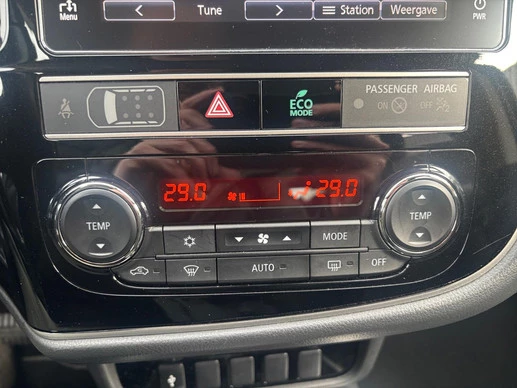 Menu < Tune > Station Weergave PWR
PASSENGER AIRBAG
ECO ON OFF
MODE
29.0 29.0
TEMP TEMP
MODE
AUTO OFF